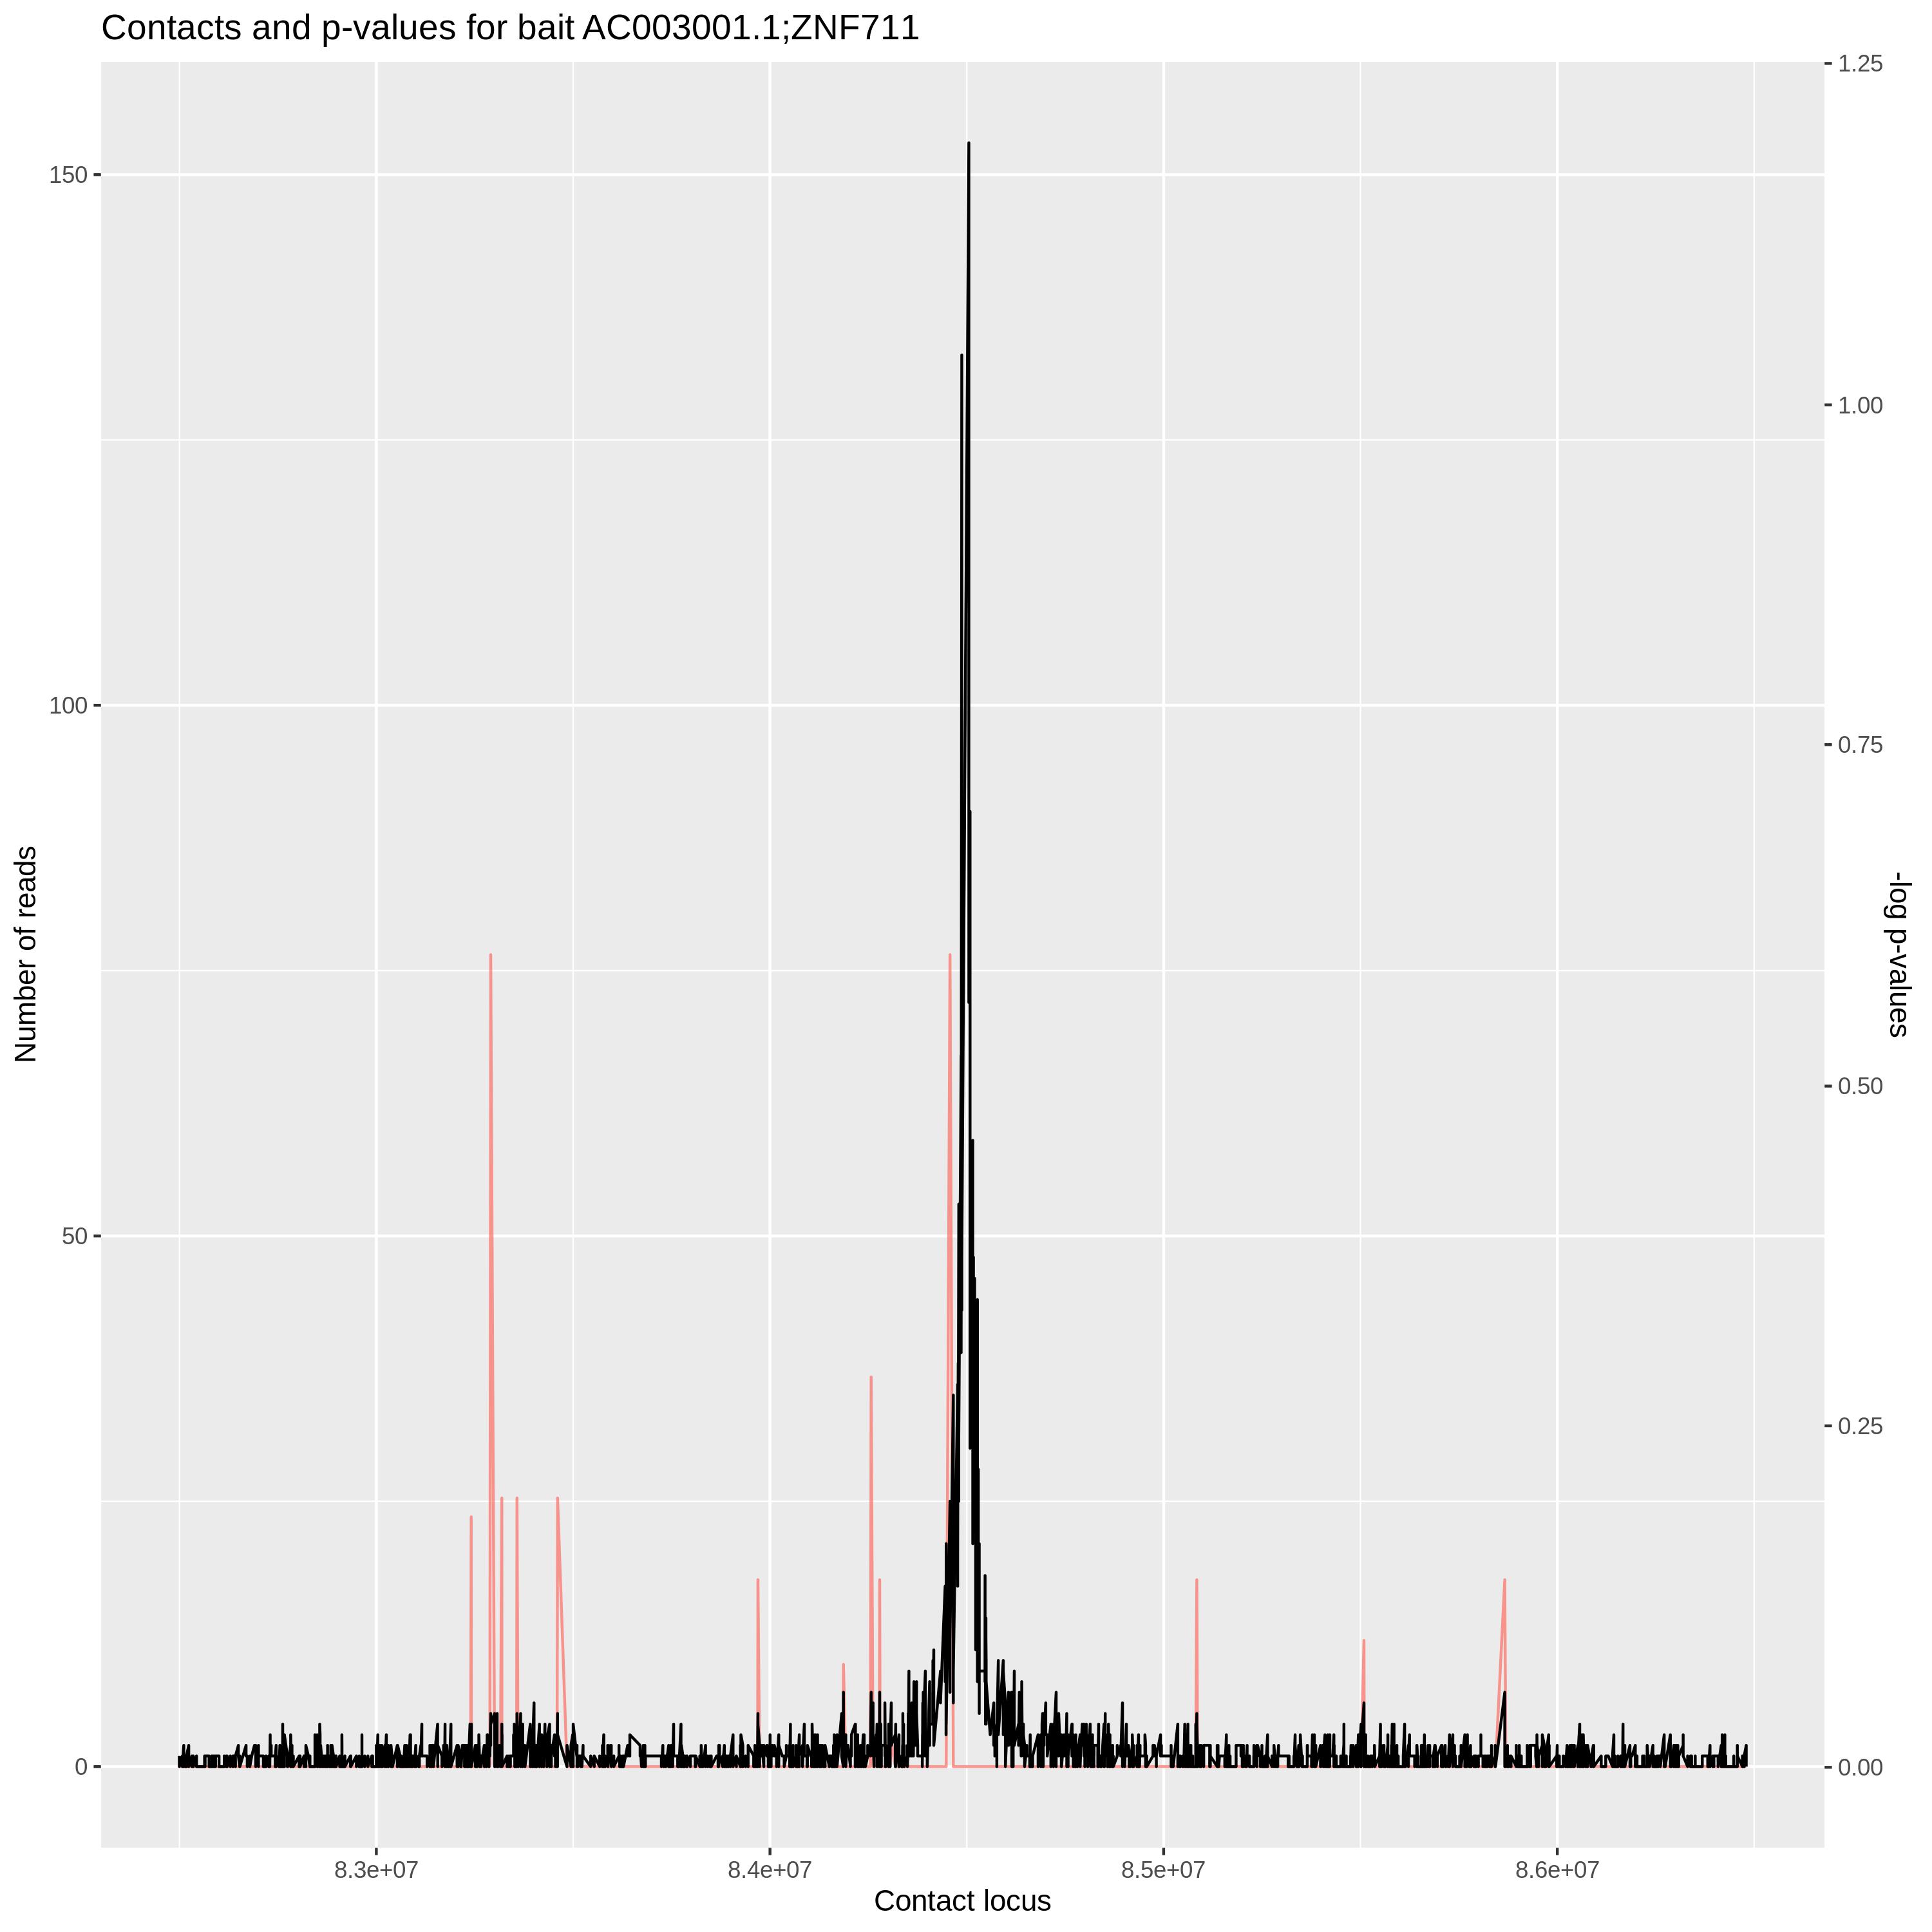 Contacts and p-values for bait AC003001.1;ZNF711
150
100
50
0
Number of reads
1.25
1.00
0.75
0.50
0.25
0.00
-log p-values
8.3e+07
8.4e+07
8.5e+07
8.6e+07
Contact locus